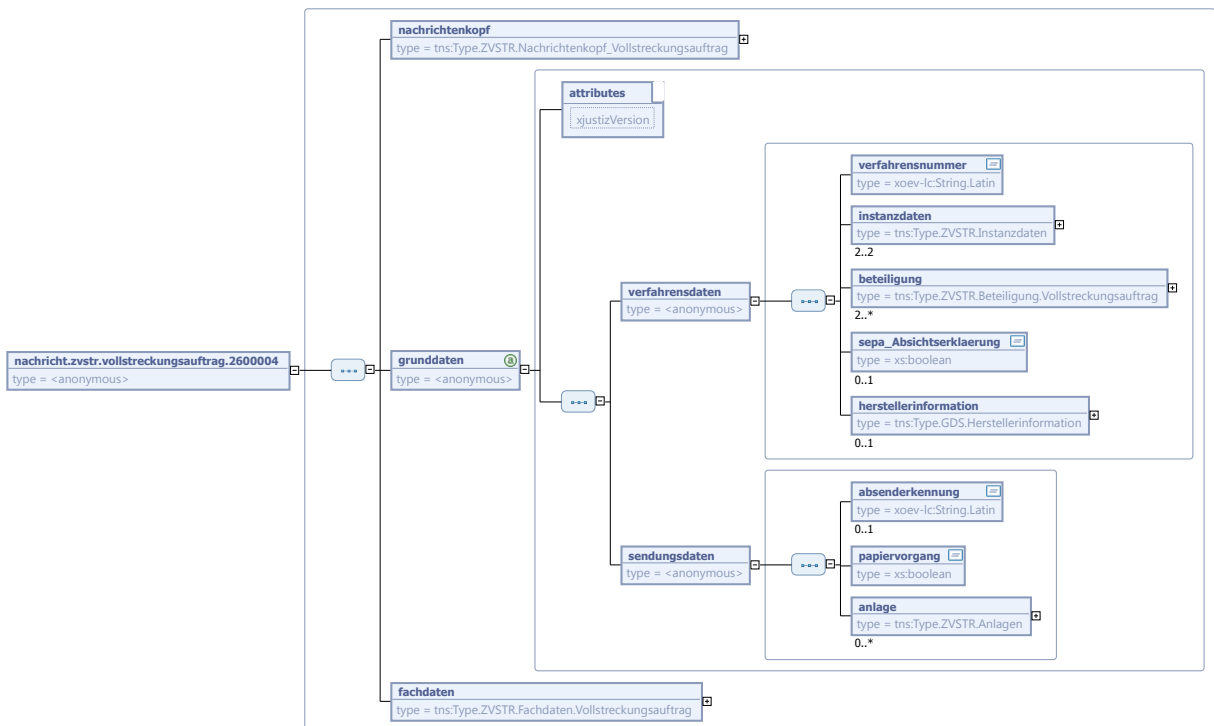 nachrichtenkopf
type = tns:Type.ZVSTR.Nachrichtenkopf_Vollstreckungsauftrag
attributes
xjustizVersion
verfahrensnummer
type = xoev-lc:String.Latin
instanzdaten
type = tns:Type.ZVSTR.Instanzdaten
2..2
beteiligung
type = tns:Type.ZVSTR.Beteiligung.Vollstreckungsauftrag
2..*
verfahrensdaten
type = <anonymous>
sepa_Absichtserklaerung
type = xs:boolean
0..1
nachricht.zvstr.vollstreckungsauftrag.2600004
type = <anonymous>
grunddaten
a
type = <anonymous>
herstellerinformation
type = tns:Type.GDS.Herstellerinformation
0..1
absenderkennung
type = xoev-lc:String.Latin
0..1
sendungsdaten
type = <anonymous>
papiervorgang
type = xs:boolean
anlage
type = tns:Type.ZVSTR.Anlagen
0..*
fachdaten
type = tns:Type.ZVSTR.Fachdaten.Vollstreckungsauftrag